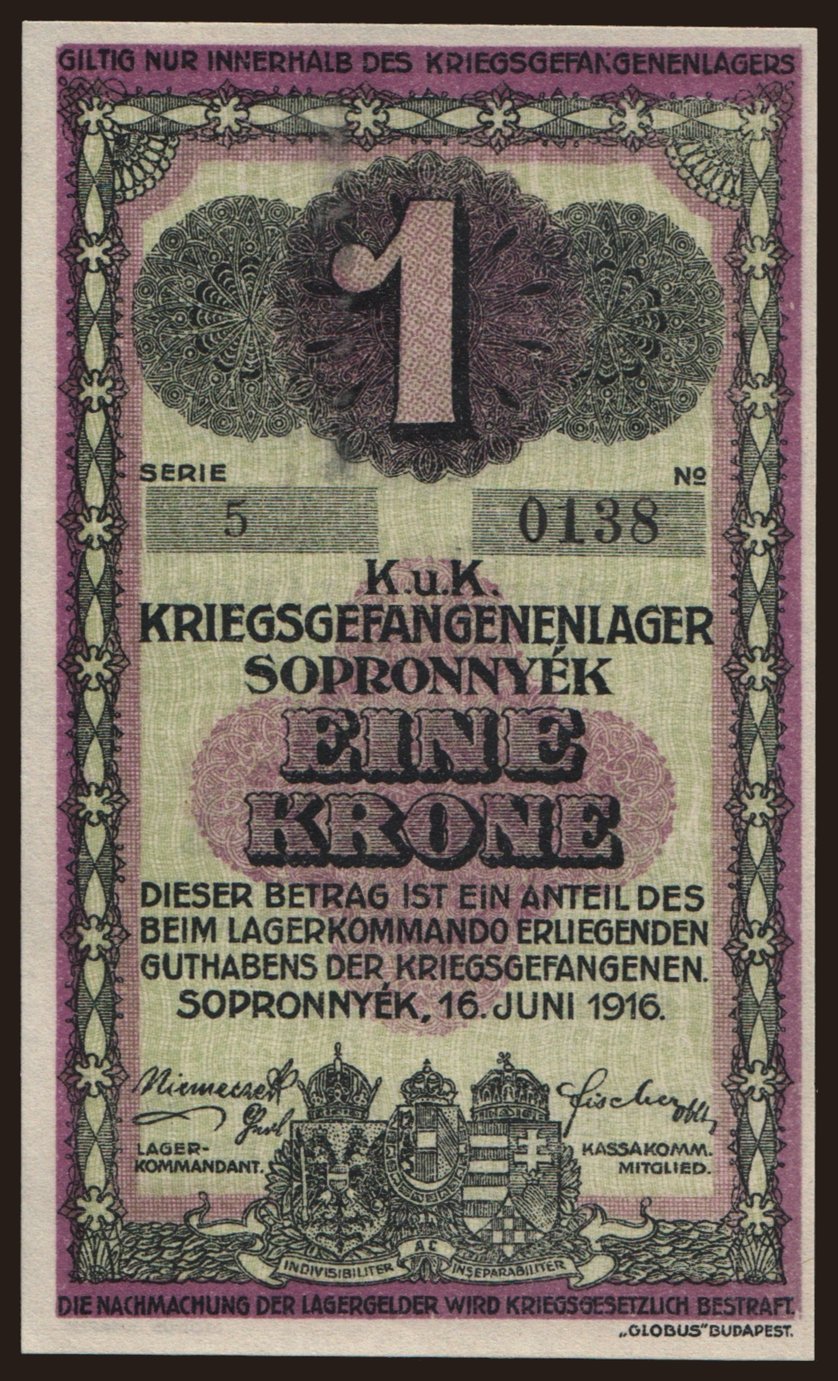 GILTIG NUR INNERHALB DES KRIEGSGEFANGENENLAGERS
1
SERIE
No
5
0138
K.u.K.
KRIEGSGEFANGENENLAGER
SOPRONNYÉK
EINE
KRONE
DIESER BETRAG IST EIN ANTEIL DES
BEIM LAGERKOMMANDO ERLIEGENDEN
GUTHABENS DER KRIEGSGEFANGENEN.
SOPRONNYÉK, 16. JUNI 1916.
Fischer
LAGER-
KOMMANDANT.
KASSAKOMM.
MITGLIED.
INDIVISIBILITER AC INSEPARABILITER
DIE NACHMACHUNG DER LAGERGELDER WIRD KRIEGSGESETZLICH BESTRAFT.
„GLOBUS" BUDAPEST.